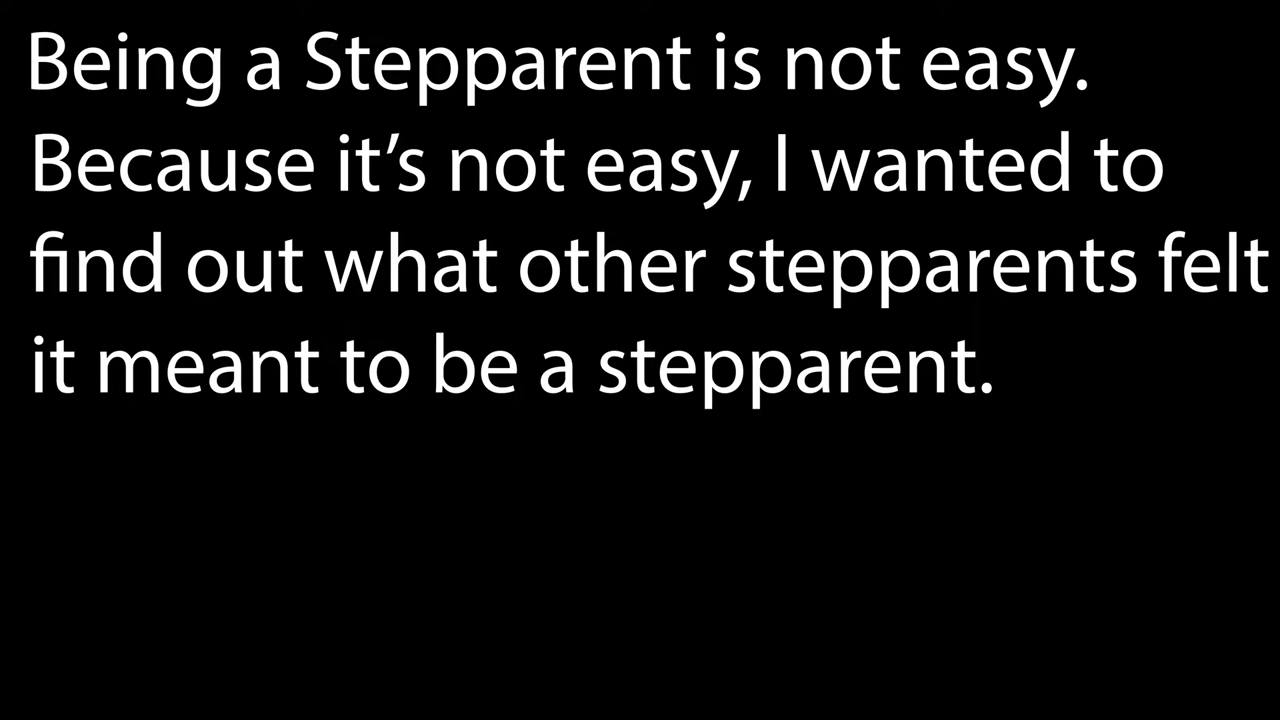 Being a Stepparent is not easy.
Because it’s not easy, I wanted to
find out what other stepparents felt
it meant to be a stepparent.